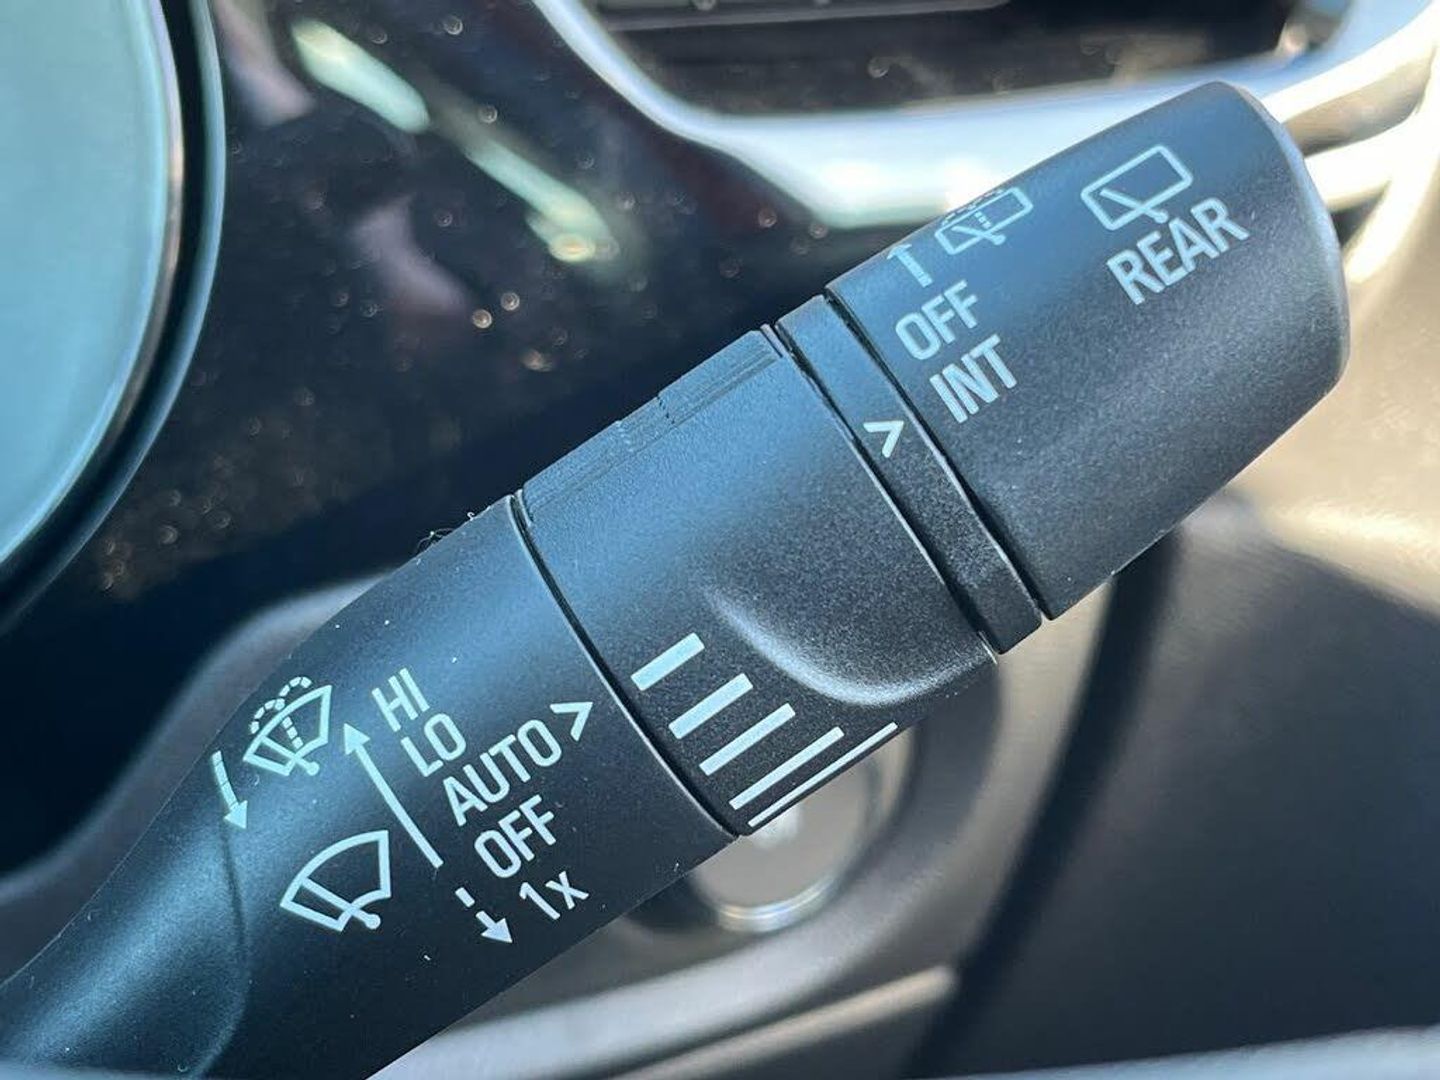 REAR
OFF
INT
>
HI
LO
AUTO >
OFF
1x